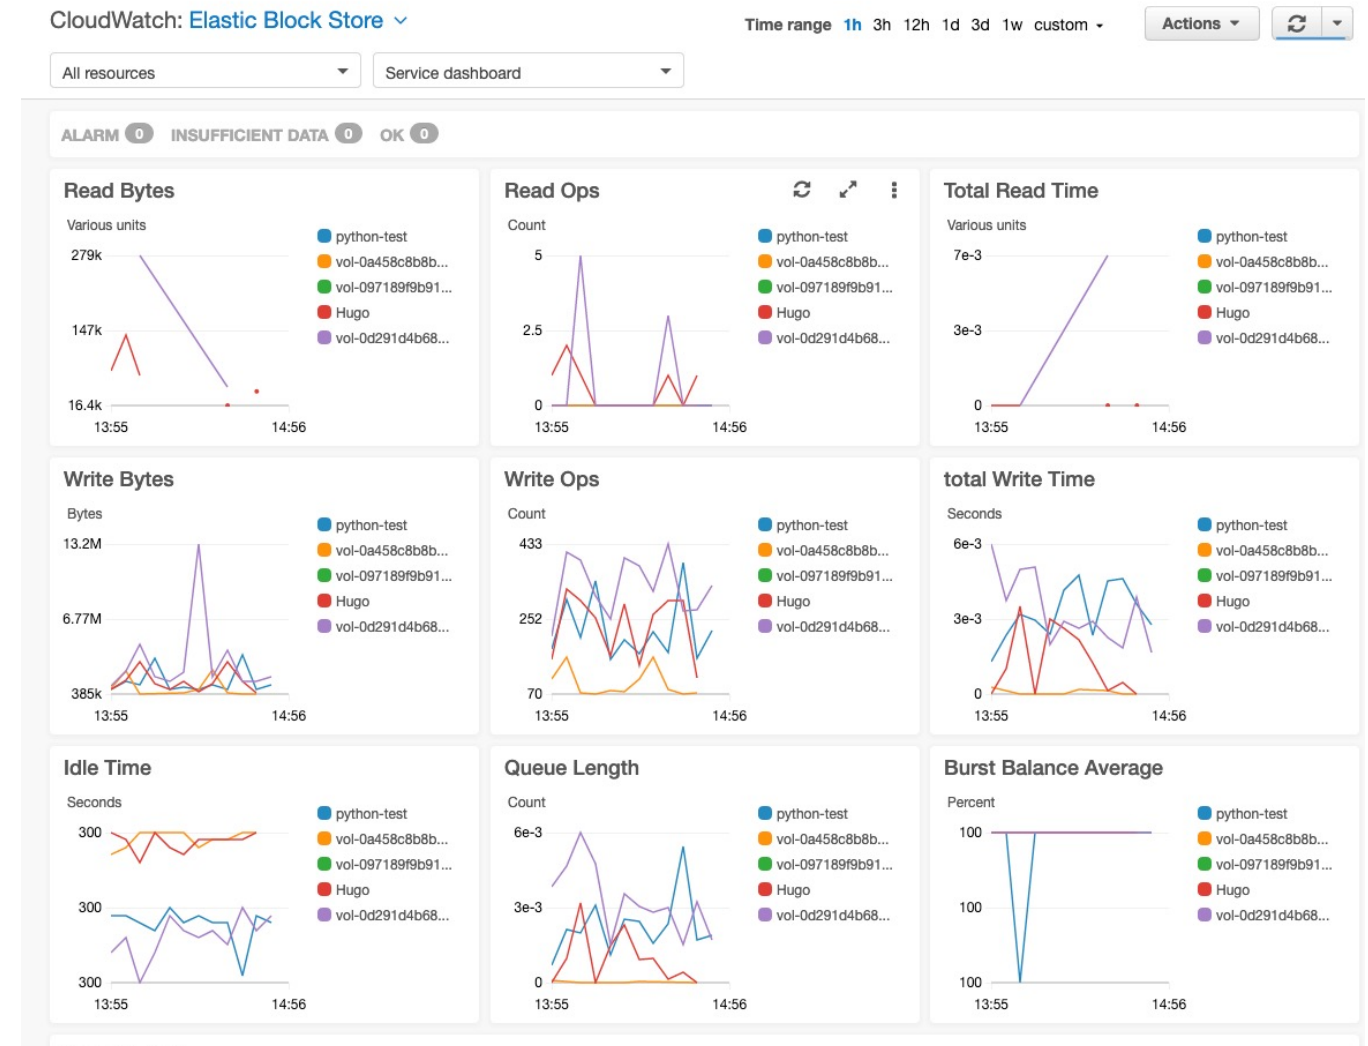 CloudWatch: Elastic Block Store
Time range 1h 3h 12h 1d 3d 1w custom
Actions
All resources
Service dashboard
ALARM 0 INSUFFICIENT DATA 0 OK 0
Read Bytes
Various units
279k
147k
16.4k
13:55
14:56
python-test
vol-0a458c8b8b...
vol-097189f9b91...
Hugo
vol-0d291d4b68...
Read Ops
Count
5
2.5
0
13:55
14:56
python-test
vol-0a458c8b8b...
vol-097189f9b91...
Hugo
vol-0d291d4b68...
Total Read Time
Various units
7e-3
3e-3
0
13:55
14:56
python-test
vol-0a458c8b8b...
vol-097189f9b91...
Hugo
vol-0d291d4b68...
Write Bytes
Bytes
13.2M
6.77M
385k
13:55
14:56
python-test
vol-0a458c8b8b...
vol-097189f9b91...
Hugo
vol-0d291d4b68...
Write Ops
Count
433
252
70
13:55
14:56
python-test
vol-0a458c8b8b...
vol-097189f9b91...
Hugo
vol-0d291d4b68...
total Write Time
Seconds
6e-3
3e-3
0
13:55
14:56
python-test
vol-0a458c8b8b...
vol-097189f9b91...
Hugo
vol-0d291d4b68...
Idle Time
Seconds
300
300
300
13:55
14:56
python-test
vol-0a458c8b8b...
vol-097189f9b91...
Hugo
vol-0d291d4b68...
Queue Length
Count
6e-3
3e-3
0
13:55
14:56
python-test
vol-0a458c8b8b...
vol-097189f9b91...
Hugo
vol-0d291d4b68...
Burst Balance Average
Percent
100
100
100
13:55
14:56
python-test
vol-0a458c8b8b...
vol-097189f9b91...
Hugo
vol-0d291d4b68...